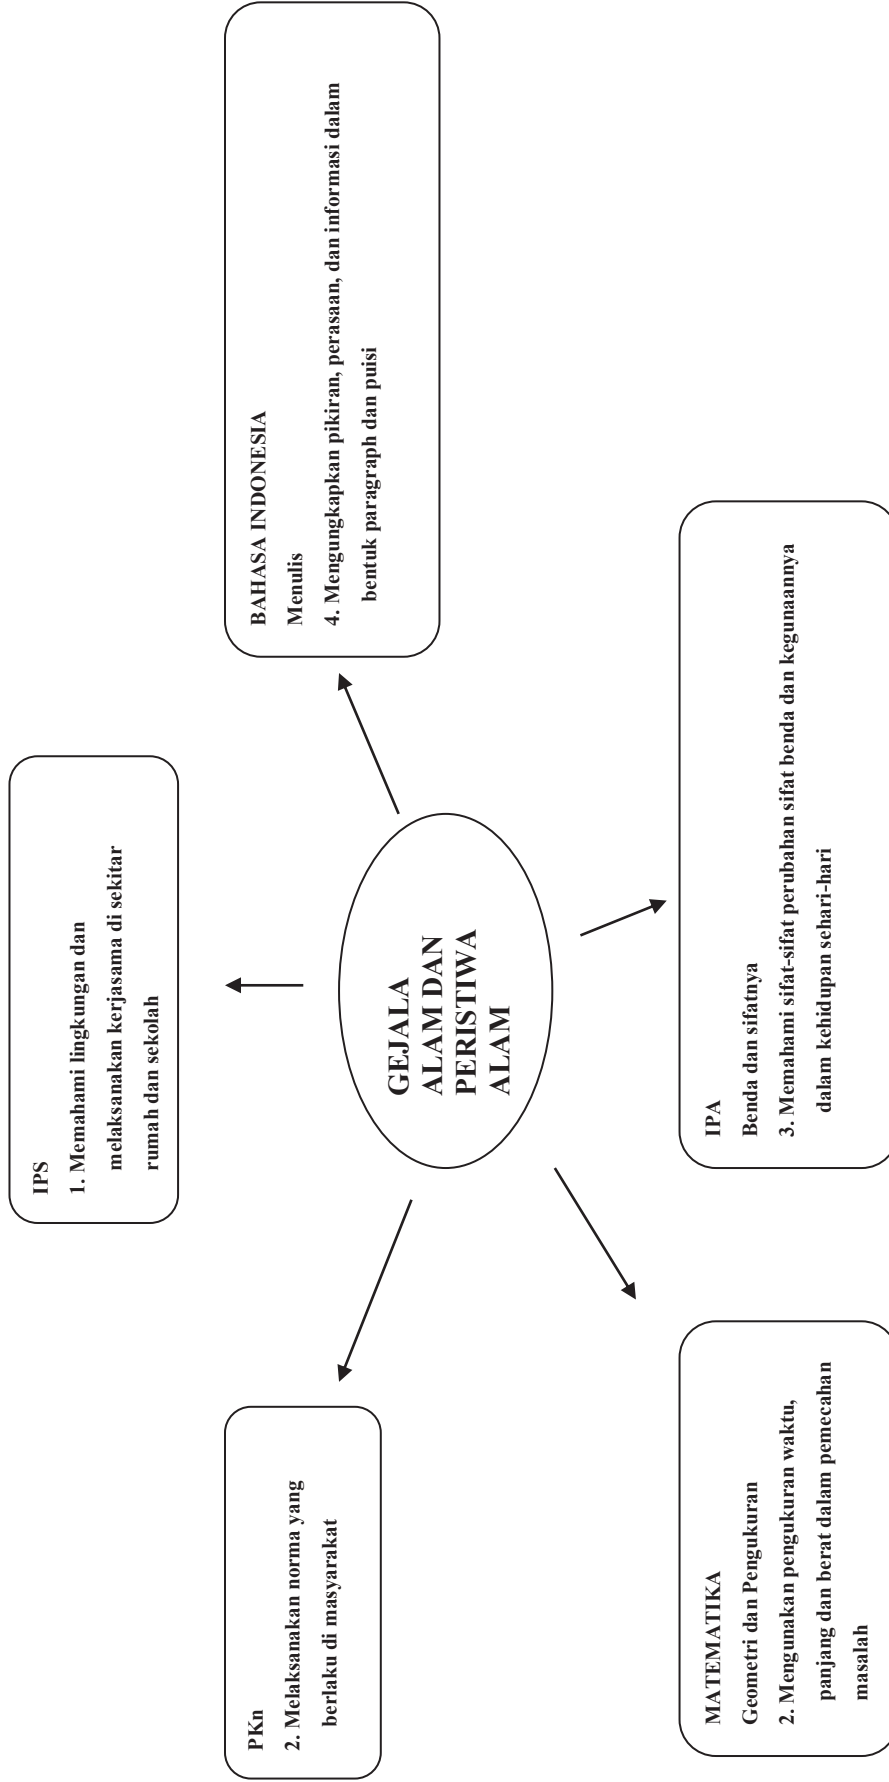 IPS
1. Memahami lingkungan dan
melaksanakan kerjasama di sekitar
rumah dan sekolah
PKn
2. Melaksanakan norma yang
berlaku di masyarakat
BAHASA INDONESIA
Menulis
4. Mengungkapkan pikiran, perasaan, dan informasi dalam
bentuk paragraph dan puisi
GEJALA
ALAM DAN
PERISTIWA
ALAM
MATEMATIKA
Geometri dan Pengukuran
2. Mengunakan pengukuran waktu,
panjang dan berat dalam pemecahan
masalah
IPA
Benda dan sifatnya
3. Memahami sifat-sifat perubahan sifat benda dan kegunaannya
dalam kehidupan sehari-hari